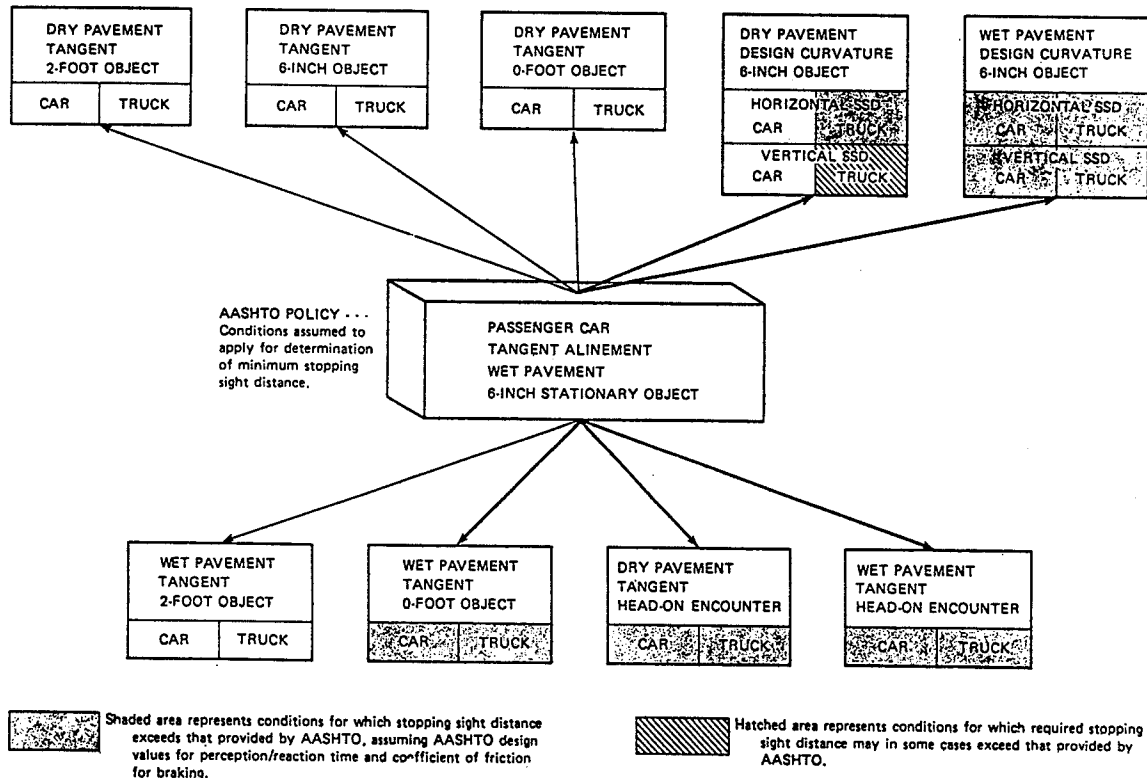 DRY PAVEMENT
TANGENT
2-FOOT OBJECT
CAR TRUCK
DRY PAVEMENT
TANGENT
6-INCH OBJECT
CAR TRUCK
DRY PAVEMENT
TANGENT
0-FOOT OBJECT
CAR TRUCK
DRY PAVEMENT
DESIGN CURVATURE
6-INCH OBJECT
HORIZONTAL SSD
CAR TRUCK
VERTICAL SSD
CAR TRUCK
WET PAVEMENT
DESIGN CURVATURE
6-INCH OBJECT
HORIZONTAL SSD
CAR TRUCK
VERTICAL SSD
CAR TRUCK
AASHTO POLICY - - -
Conditions assumed to
apply for determination
of minimum stopping
sight distance.
PASSENGER CAR
TANGENT ALINEMENT
WET PAVEMENT
6-INCH STATIONARY OBJECT
WET PAVEMENT
TANGENT
2-FOOT OBJECT
CAR TRUCK
WET PAVEMENT
TANGENT
0-FOOT OBJECT
CAR TRUCK
DRY PAVEMENT
TANGENT
HEAD-ON ENCOUNTER
CAR TRUCK
WET PAVEMENT
TANGENT
HEAD-ON ENCOUNTER
CAR TRUCK
Shaded area represents conditions for which stopping sight distance
exceeds that provided by AASHTO, assuming AASHTO design
values for perception/reaction time and coefficient of friction
for braking.
Hatched area represents conditions for which required stopping
sight distance may in some cases exceed that provided by
AASHTO.